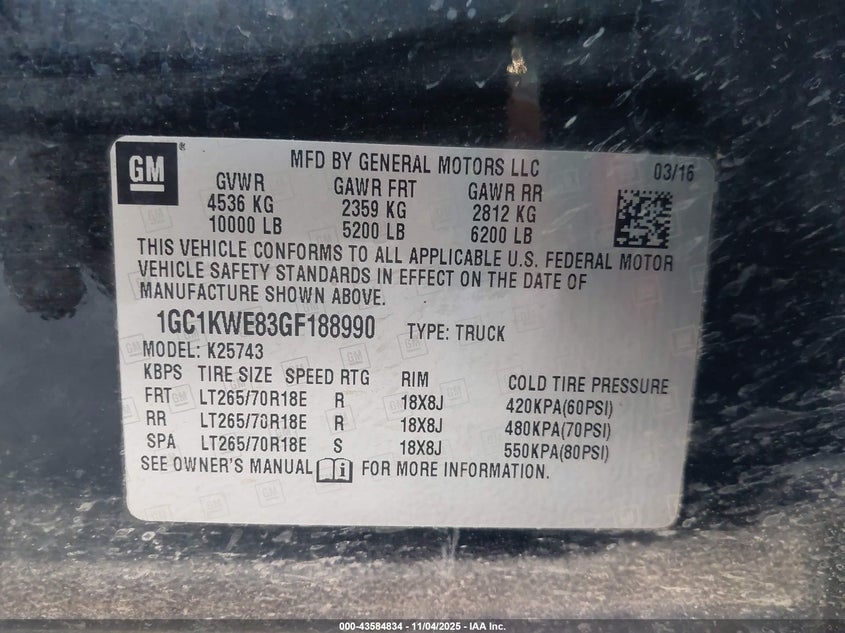 GM
MFD BY GENERAL MOTORS LLC 03/16
GVWR GAWR FRT GAWR RR
4536 KG 2359 KG 2812 KG
10000 LB 5200 LB 6200 LB
THIS VEHICLE CONFORMS TO ALL APPLICABLE U.S. FEDERAL MOTOR
VEHICLE SAFETY STANDARDS IN EFFECT ON THE DATE OF
MANUFACTURE SHOWN ABOVE.
1GC1KWE83GF188990 TYPE: TRUCK
MODEL: K25743
KBPS TIRE SIZE SPEED RTG RIM COLD TIRE PRESSURE
FRT LT265/70R18E R 18X8J 420KPA(60PSI)
RR LT265/70R18E R 18X8J 480KPA(70PSI)
SPA LT265/70R18E S 18X8J 550KPA(80PSI)
SEE OWNER'S MANUAL FOR MORE INFORMATION.
000-43584834 - 11/04/2025 - IAA Inc.